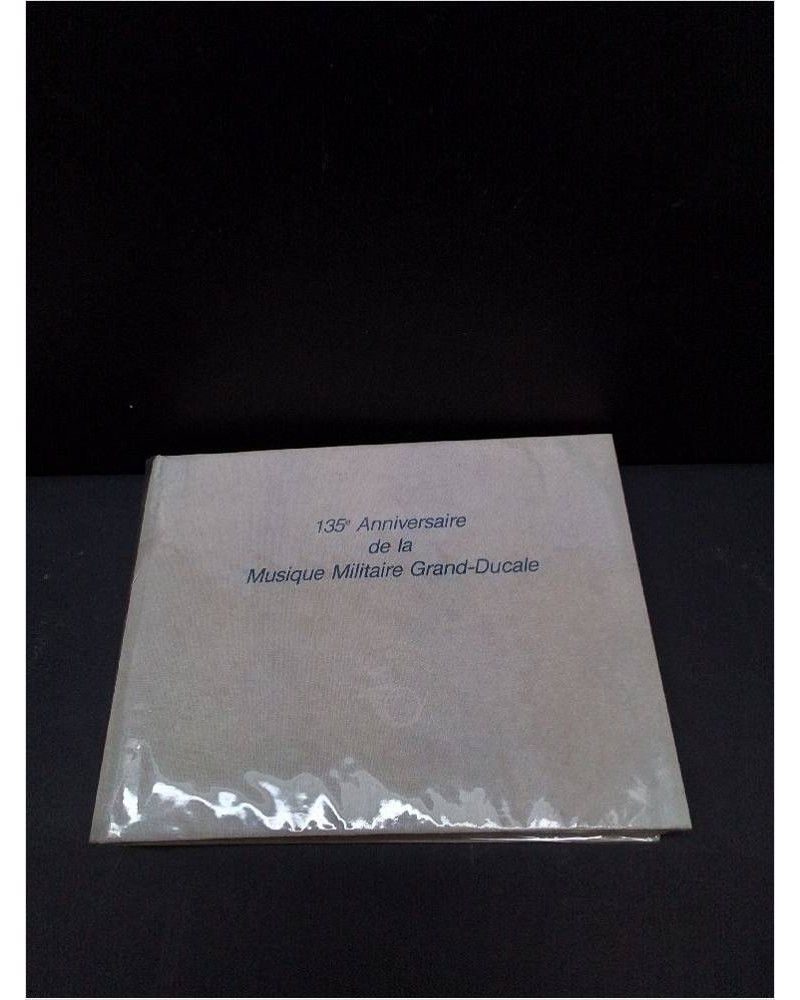 135e Anniversaire
de la
Musique Militaire Grand-Ducale